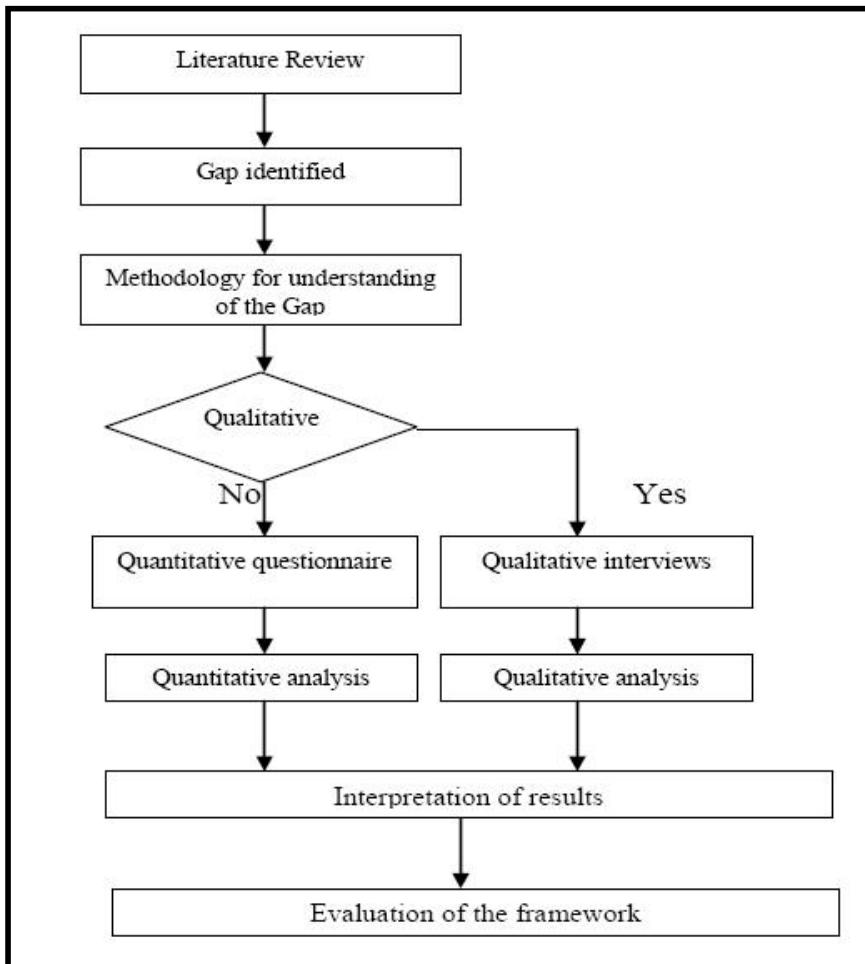 Literature Review
Gap identified
Methodology for understanding
of the Gap
Qualitative
No
Yes
Quantitative questionnaire
Qualitative interviews
Quantitative analysis
Qualitative analysis
Interpretation of results
Evaluation of the framework